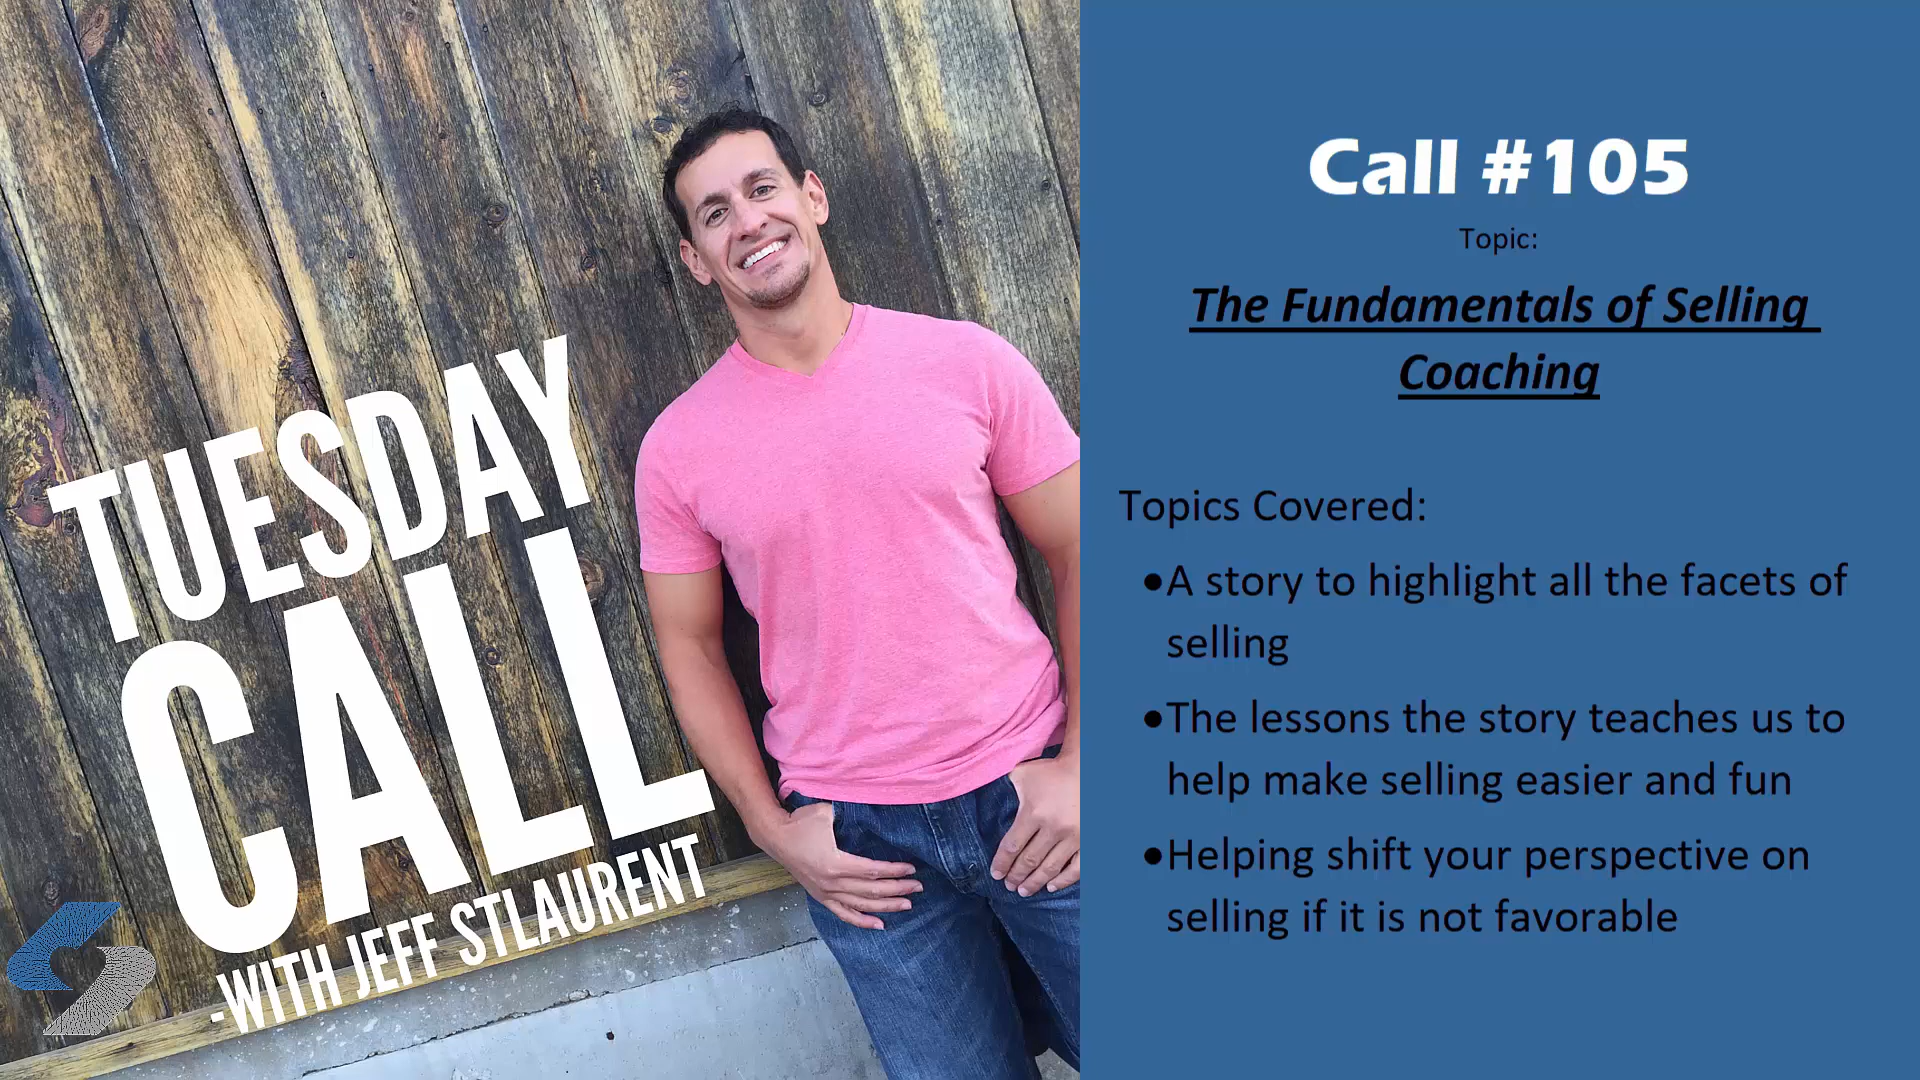 TUESDAY
CALL
-WITH JEFF STLAURENT
Call #105
Topic:
The Fundamentals of Selling
Coaching
Topics Covered:
•A story to highlight all the facets of
selling
•The lessons the story teaches us to
help make selling easier and fun
•Helping shift your perspective on
selling if it is not favorable